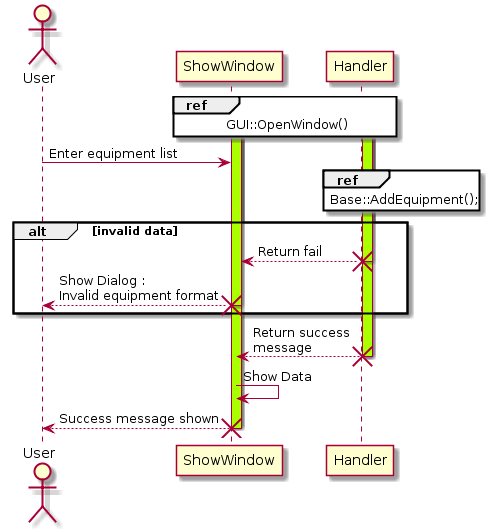 User
ShowWindow
Handler
ref
GUI::OpenWindow()
Enter equipment list
ref
Base::AddEquipment();
alt
[invalid data]
Return fail
Show Dialog :
Invalid equipment format
Return success
message
Show Data
Success message shown
User
ShowWindow
Handler